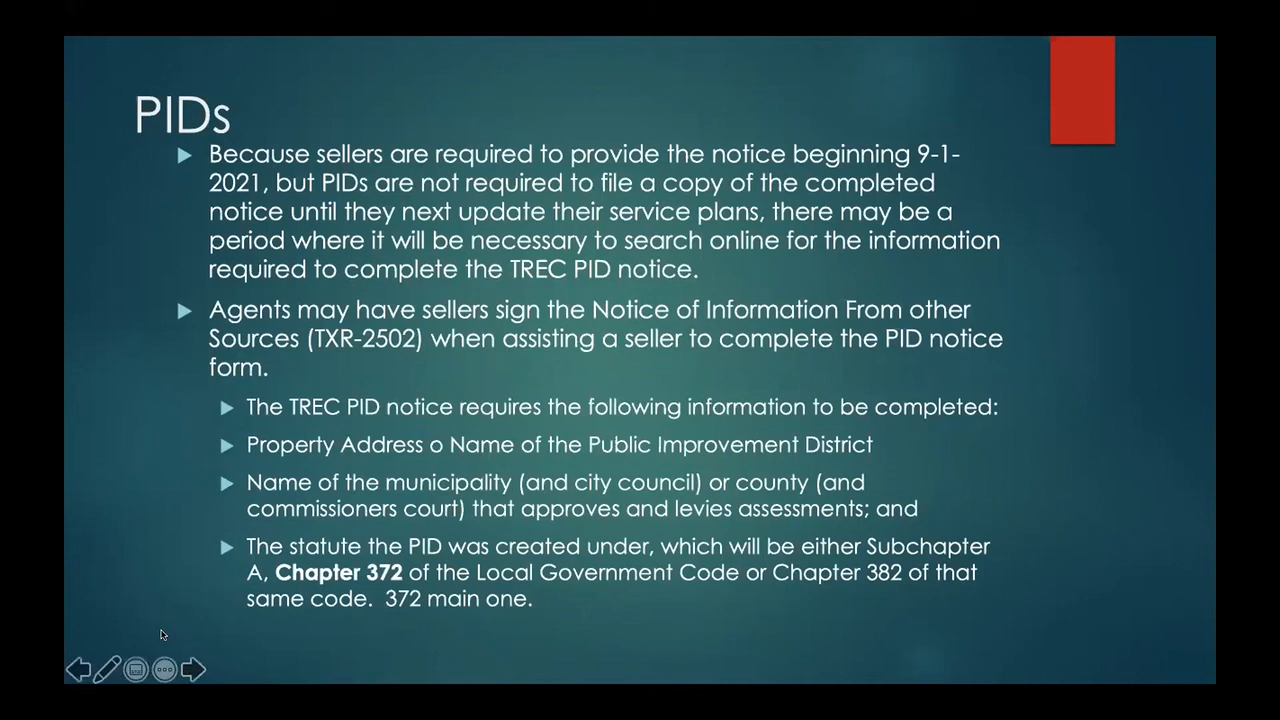 PIDs
Because sellers are required to provide the notice beginning 9-1-
2021, but PIDs are not required to file a copy of the completed
notice until they next update their service plans, there may be a
period where it will be necessary to search online for the information
required to complete the TREC PID notice.
Agents may have sellers sign the Notice of Information From other
Sources (TXR-2502) when assisting a seller to complete the PID notice
form.
The TREC PID notice requires the following information to be completed:
Property Address o Name of the Public Improvement District
Name of the municipality (and city council) or county (and
commissioners court) that approves and levies assessments; and
The statute the PID was created under, which will be either Subchapter
A, Chapter 372 of the Local Government Code or Chapter 382 of that
same code.  372 main one.